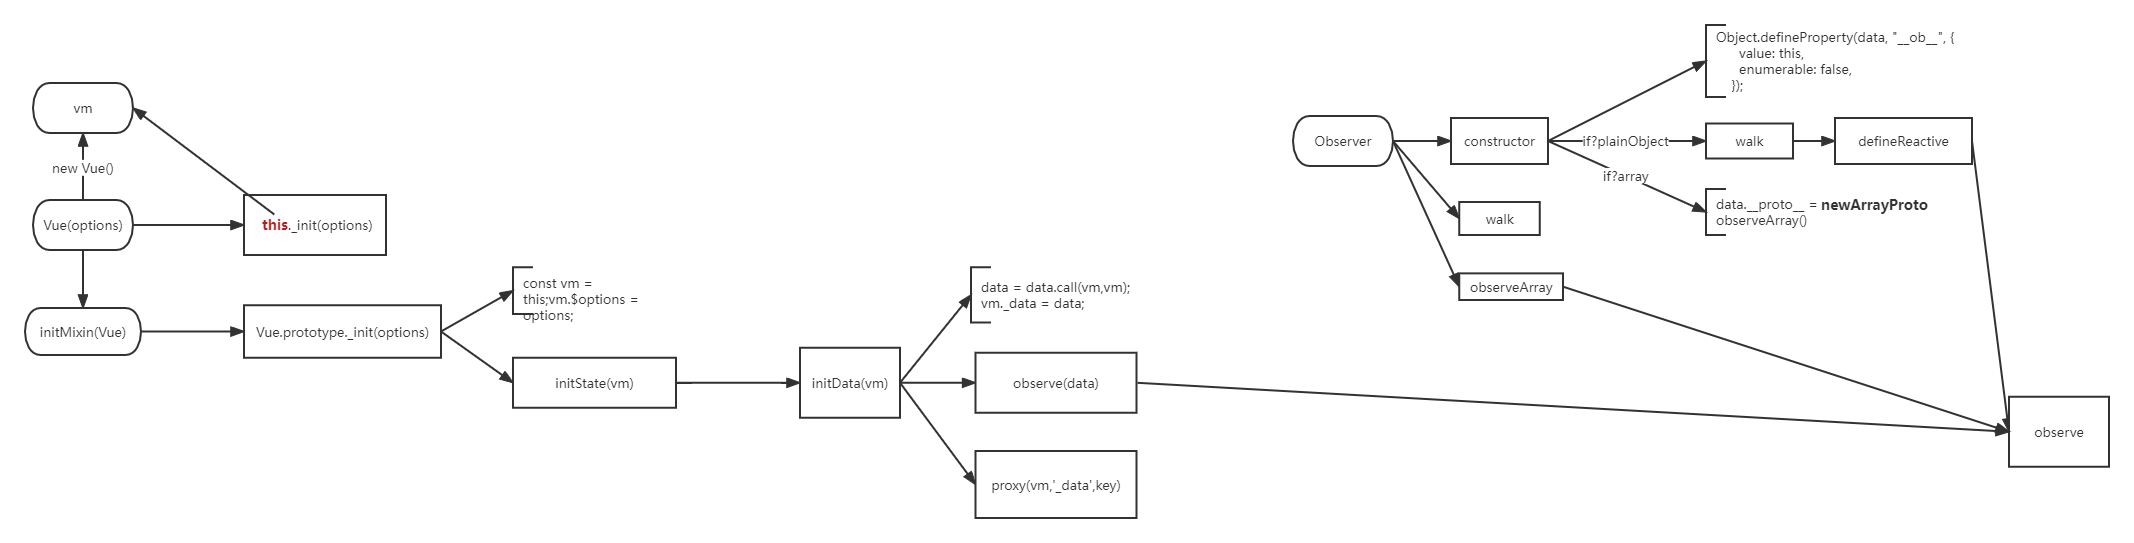 vm
new Vue()
Vue(options)
this._init(options)
initMixin(Vue)
Vue.prototype._init(options)
const vm =
this;vm.$options =
options;
initState(vm)
initData(vm)
data = data.call(vm,vm);
vm._data = data;
observe(data)
proxy(vm,'_data',key)
Observer
constructor
walk
observeArray
Object.defineProperty(data, "__ob__", {
value: this,
enumerable: false,
});
if?plainObject
walk
defineReactive
if?array
data.__proto__ = newArrayProto
observeArray()
observe